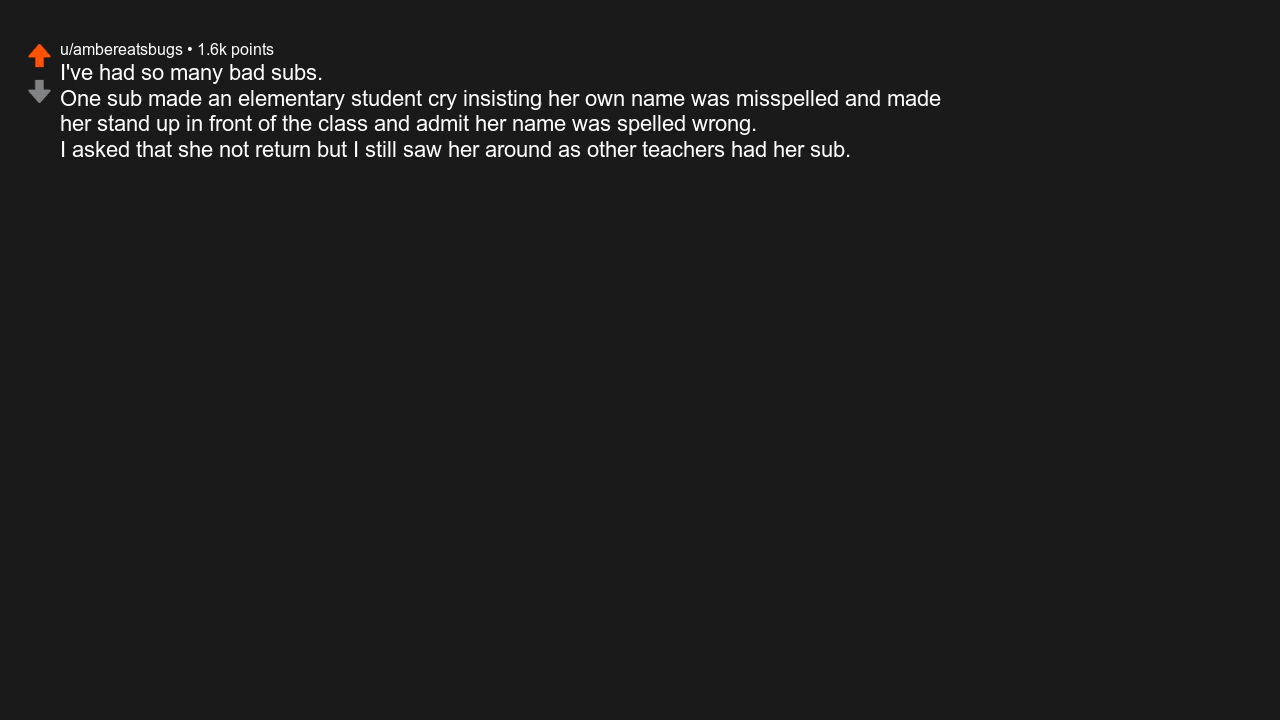 u/ambereatsbugs • 1.6k points
I've had so many bad subs.
One sub made an elementary student cry insisting her own name was misspelled and made
her stand up in front of the class and admit her name was spelled wrong.
I asked that she not return but I still saw her around as other teachers had her sub.